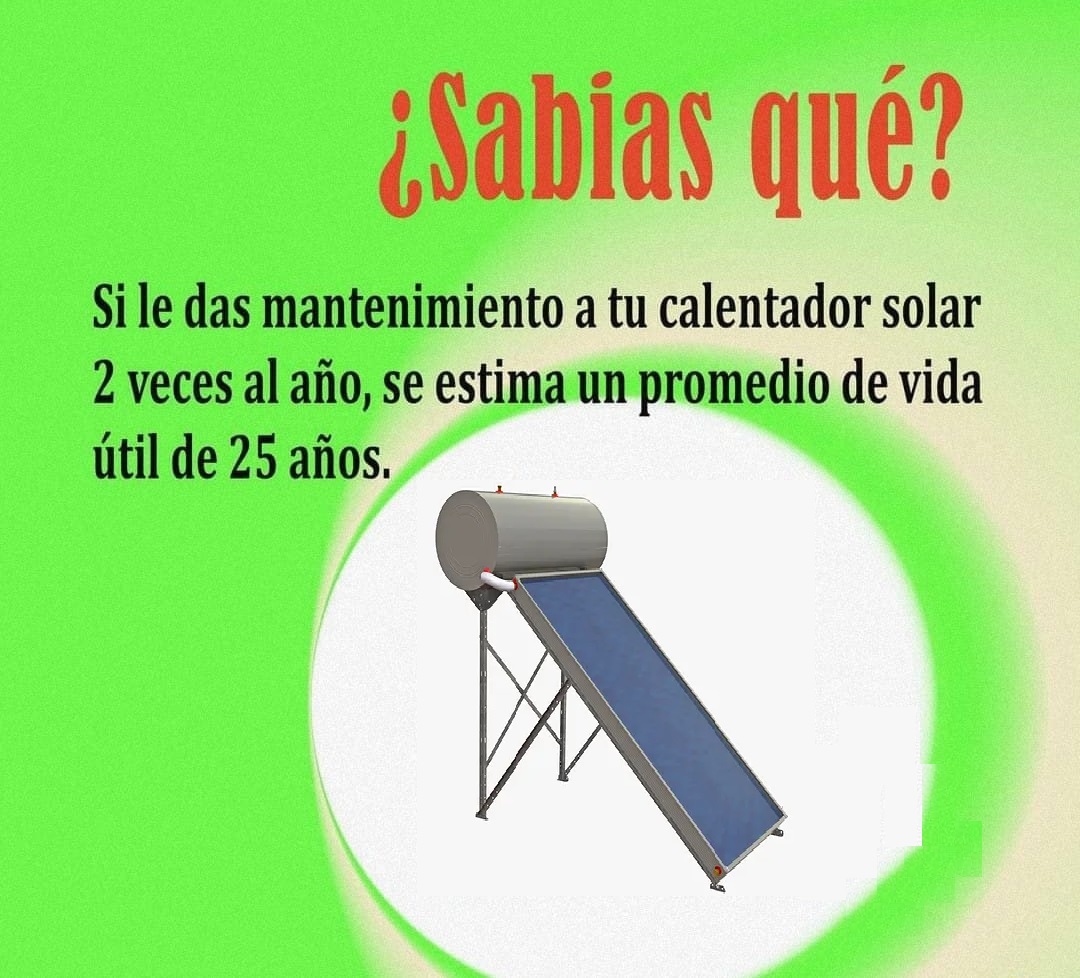 ¿Sabias qué?
Si le das mantenimiento a tu calentador solar
2 veces al año, se estima un promedio de vida
útil de 25 años.